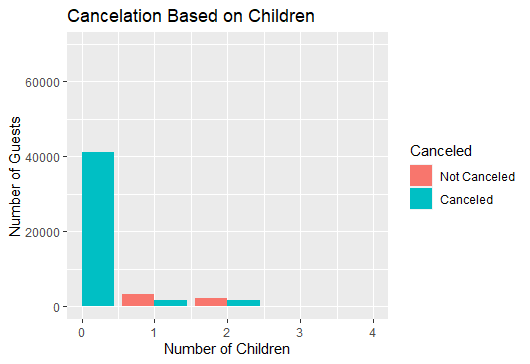 Cancelation Based on Children
Number of Guests
60000
40000
20000
0
0 1 2 3 4
Number of Children
Canceled
Not Canceled
Canceled